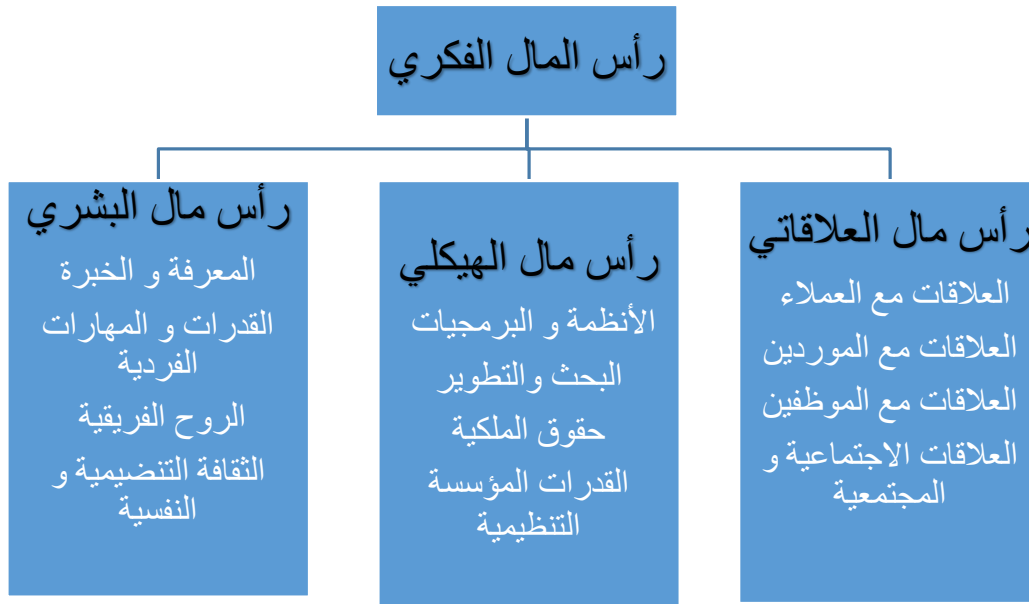 رأس المال الفكري
رأس مال العلاقاتي
العلاقات مع العملاء
العلاقات مع الموردين
العلاقات مع الموظفين
العلاقات الاجتماعية و
المجتمعية
رأس مال الهيكلي
الأنظمة و البرمجيات
البحث والتطوير
حقوق الملكية
القدرات المؤسسة
التنظيمية
رأس مال البشري
المعرفة و الخبرة
القدرات و المهارات
الفردية
الروح الفريقية
الثقافة التنضيمية و
النفسية